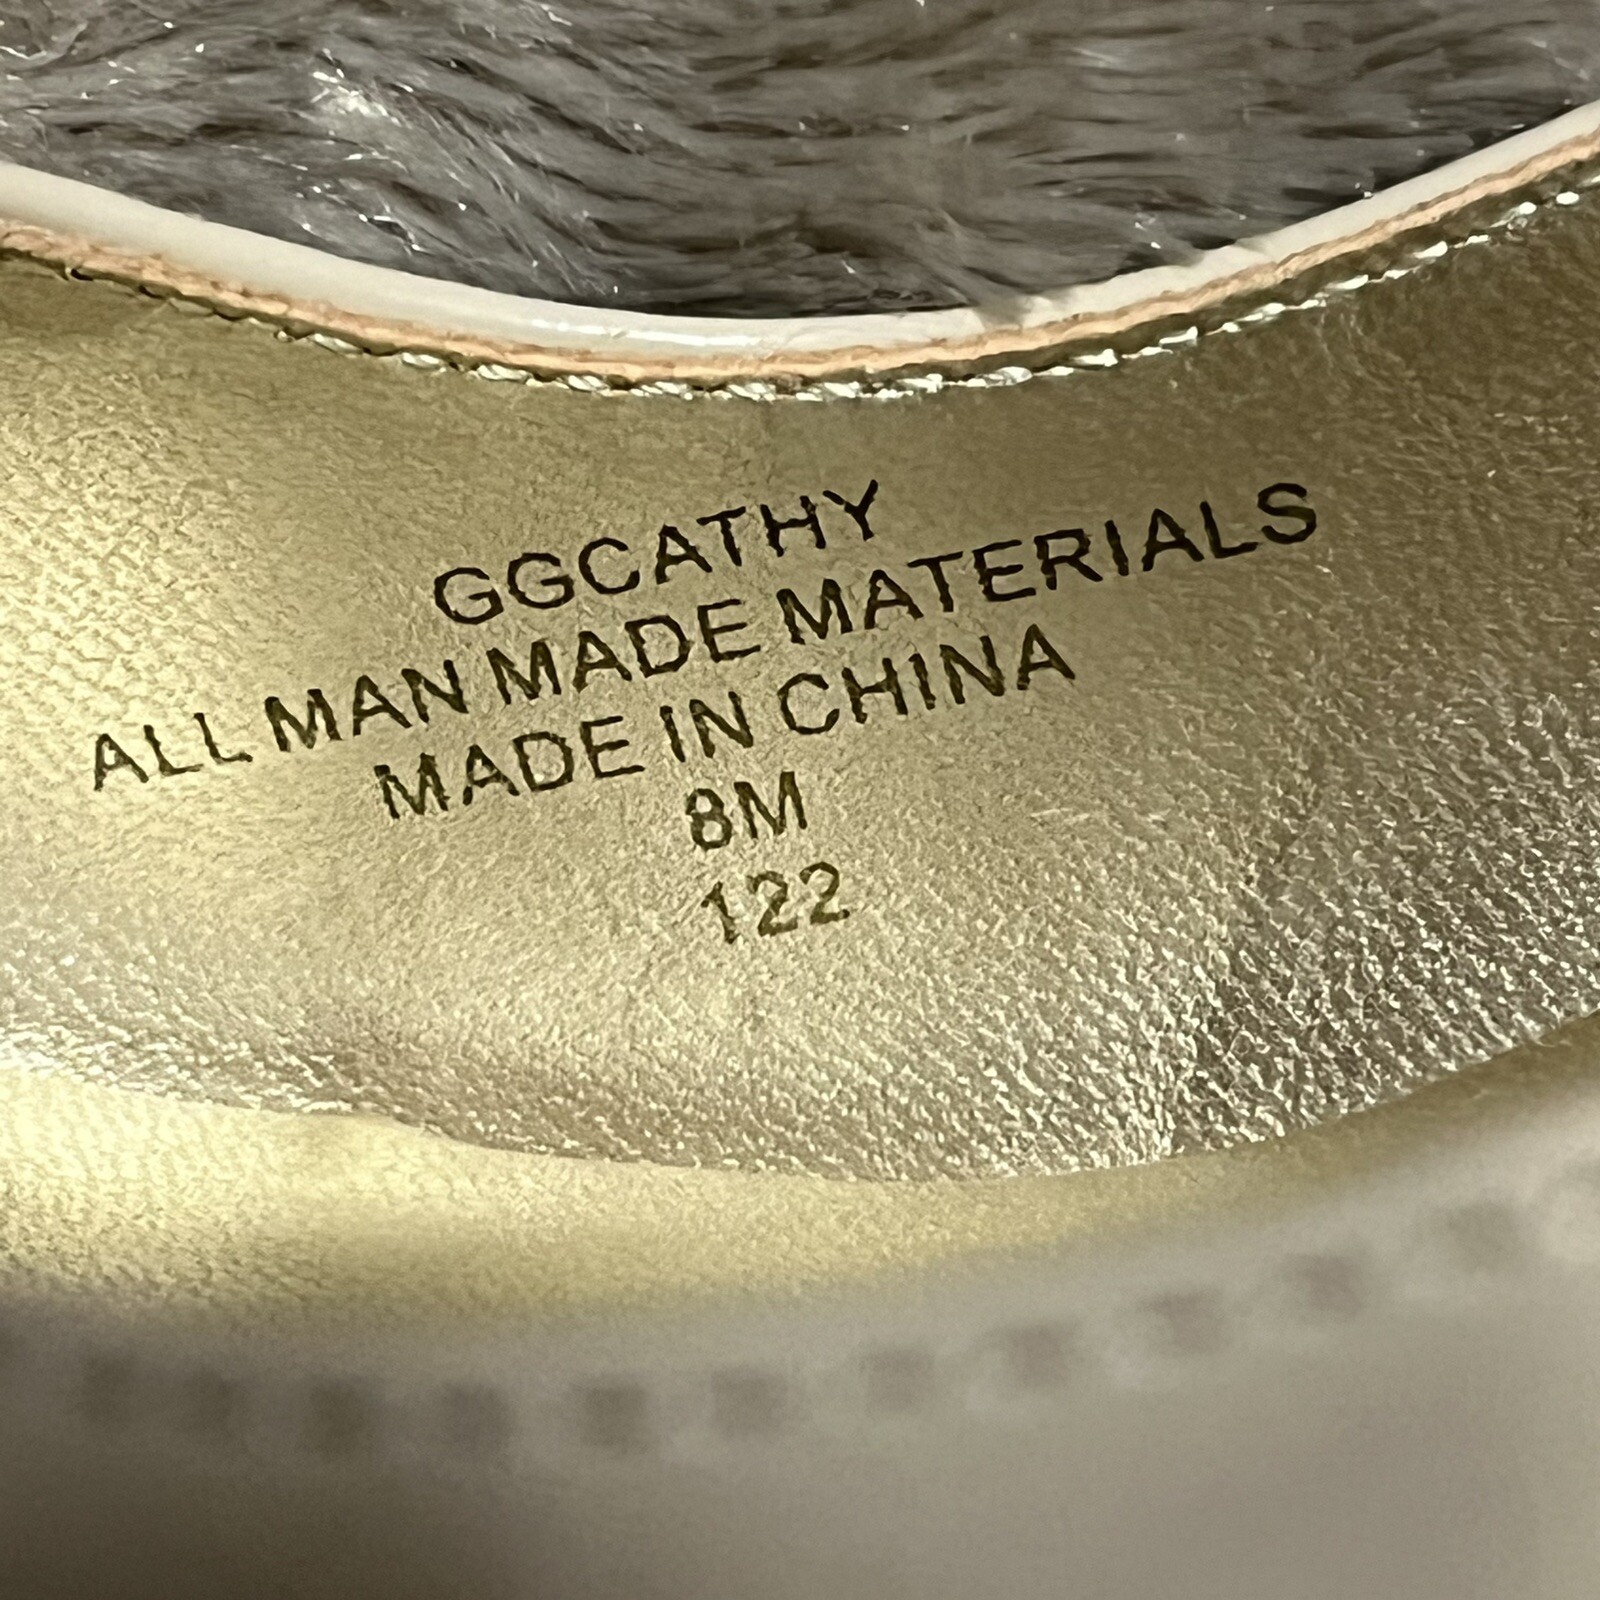 GGCATHY
ALL MAN MADE MATERIALS
MADE IN CHINA
8M
122